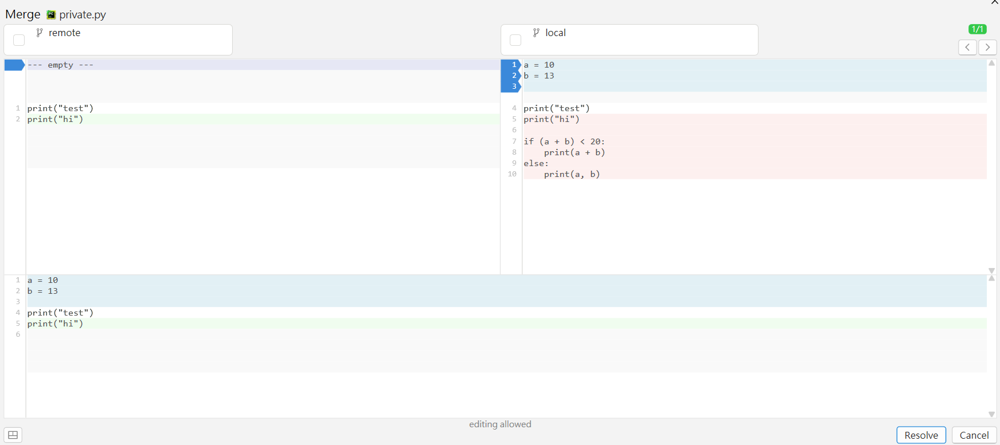 Merge private.py
remote
local
1/1
--- empty ---
1 print("test")
2 print("hi")
1 a = 10
2 b = 13
3
4 print("test")
5 print("hi")
6
7 if (a + b) < 20:
8     print(a + b)
9 else:
10     print(a, b)
1 a = 10
2 b = 13
3
4 print("test")
5 print("hi")
6
editing allowed
Resolve Cancel